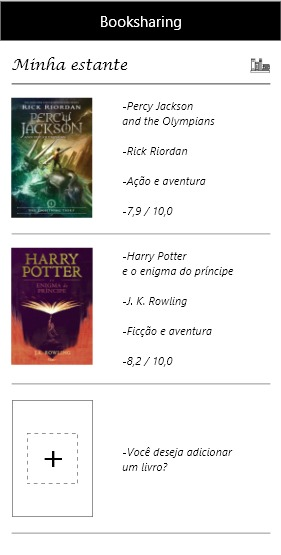 Booksharing
Minha estante
RICK RIORDAN
PERCY
JACKSON
-Percy Jackson
and the Olympians
-Rick Riordan
-Ação e aventura
-7,9 / 10,0
HARRY
POTTER
ENIGMA do
PRÍNCIPE
J.K. ROWLING
-Harry Potter
e o enigma do príncipe
-J. K. Rowling
-Ficção e aventura
-8,2 / 10,0
+
-Você deseja adicionar
um livro?